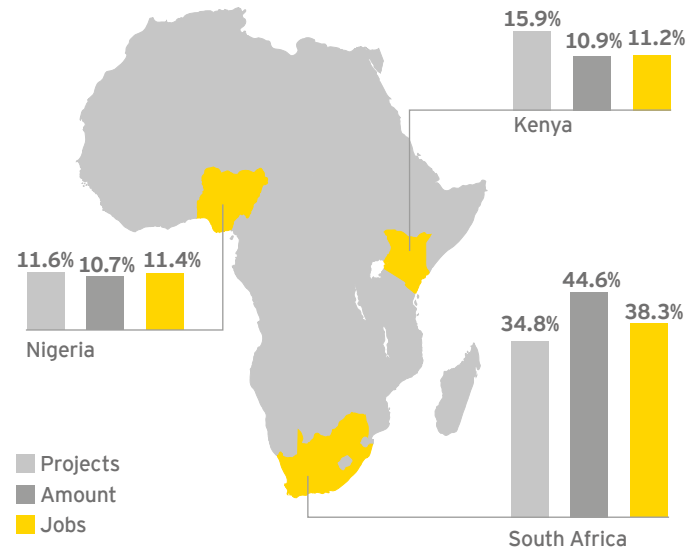 15.9%
10.9%
11.2%
Kenya
11.6%
10.7%
11.4%
Nigeria
34.8%
44.6%
38.3%
South Africa
Projects
Amount
Jobs